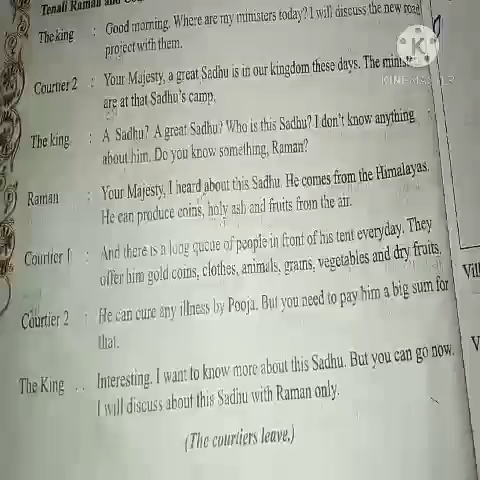 Tenali Raman and
The king : Good morning. Where are my ministers today? I will discuss the new road
project with them.
Courtier 2 : Your Majesty, a great Sadhu is in our kingdom these days. The
are at that Sadhu's camp.
The king : A Sadhu? A great Sadhu? Who is this Sadhu? I don't know anything
about him. Do you know something, Raman?
Raman : Your Majesty, I heard about this Sadhu. He comes from the Himalayas.
He can produce coins, holy ash and fruits from the air.
Courtier 1 : And there is a long queue of people in front of his tent everyday. They
offer him gold coins, clothes, animals, grams, vegetables and dry fruits.
Courtier 2 : He can cure any illness by Pooja. But you need to pay him a big sum for
that.
The King : Interesting. I want to know more about this Sadhu. But you can go now.
I will discuss about this Sadhu with Raman only.
(The courtiers leave.)
KINEMASTER
Vill
V